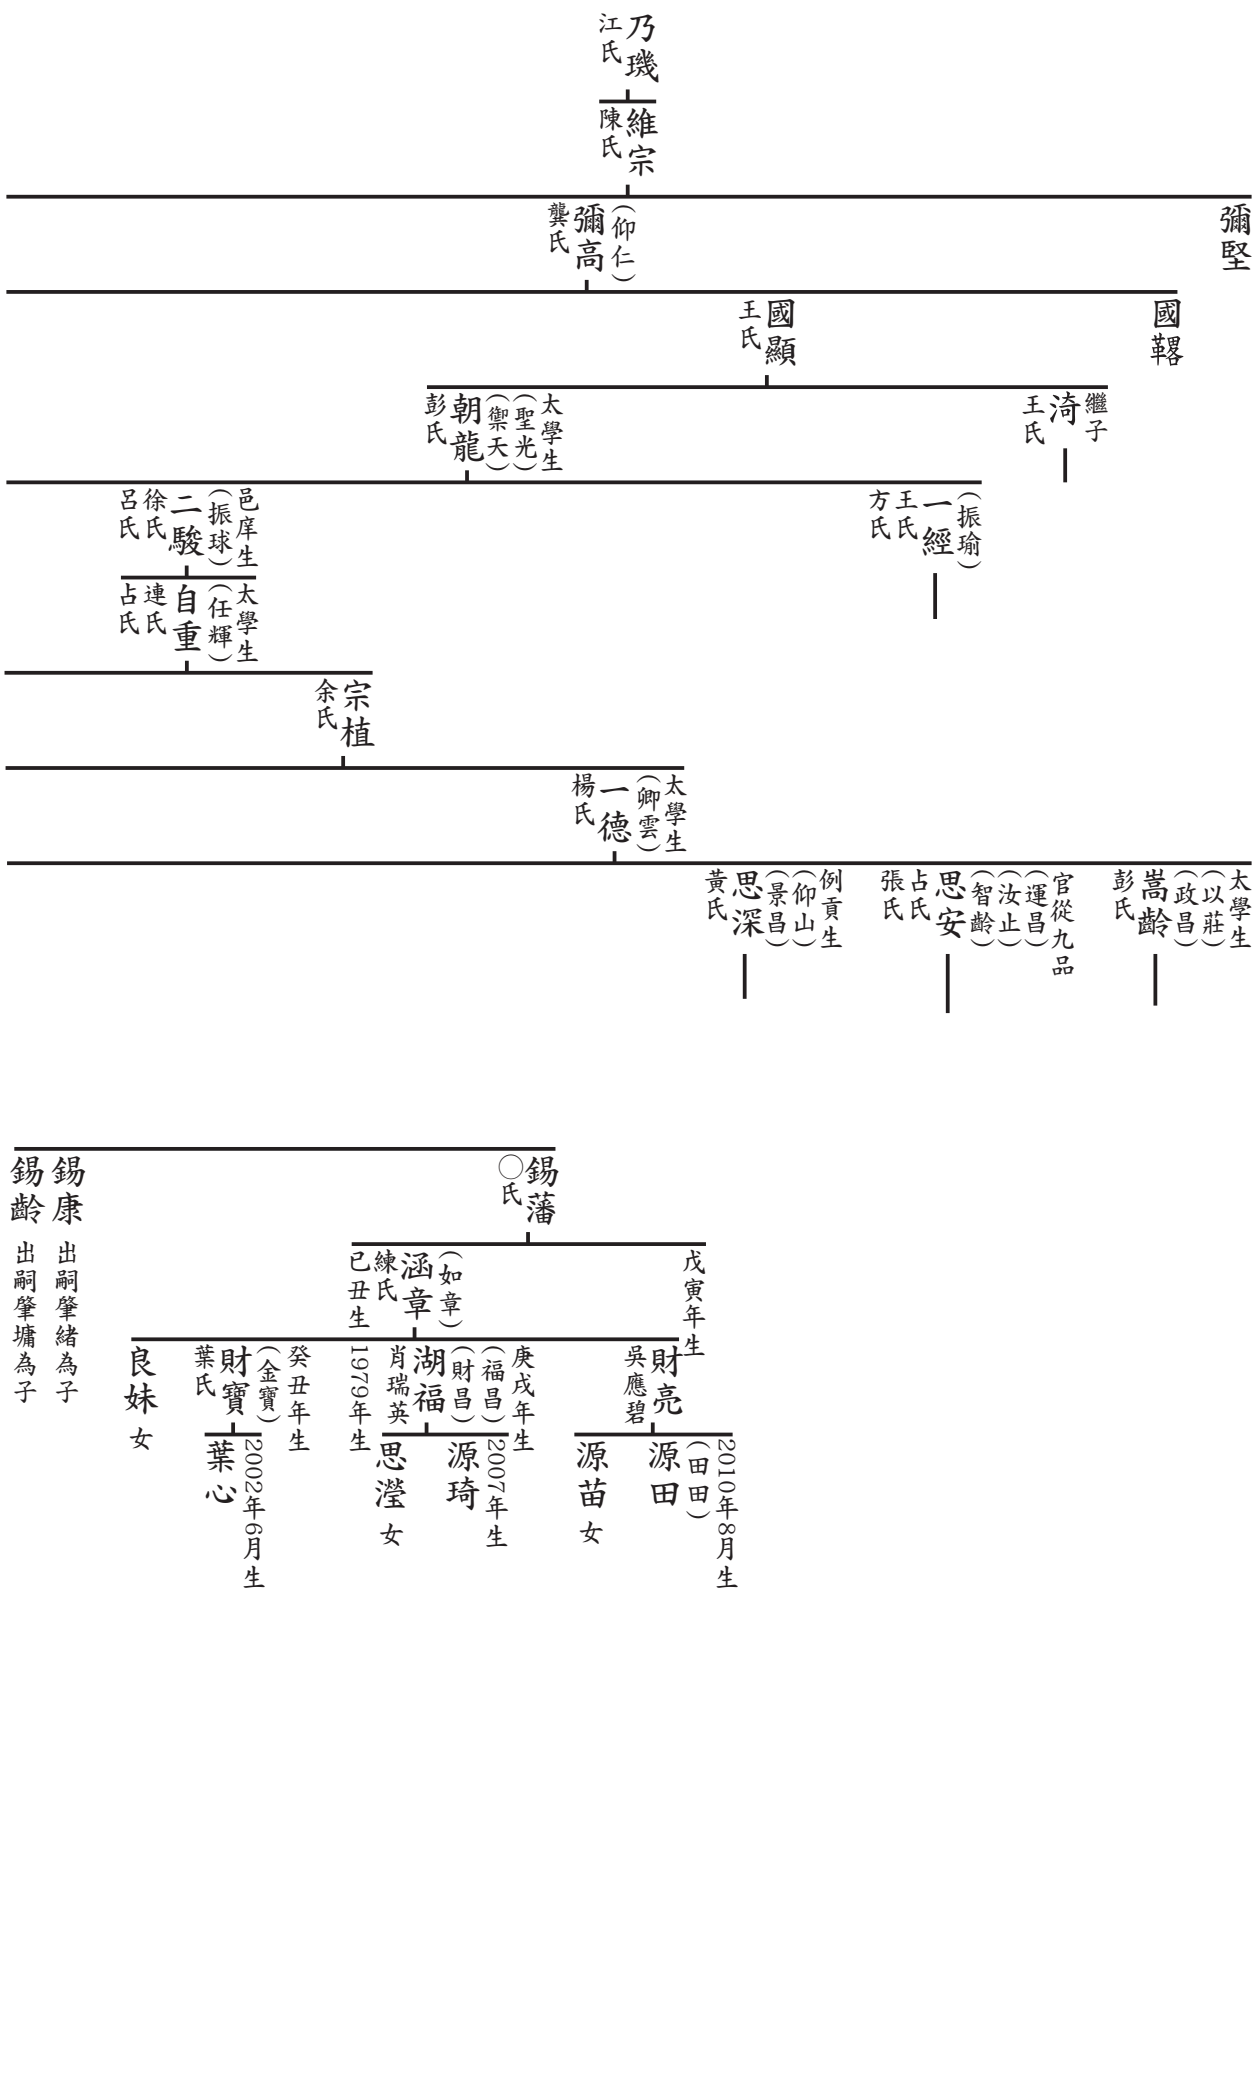 乃璣
江氏
維宗
陳氏
彌堅
(仰仁)
彌高
龔氏
國顯
王氏
繼子
渏
王氏
太學生
(聖光)
(禦天)
朝龍
彭氏
(振瑜)
一經
王氏
方氏
邑庠生
(振球)
二駿
徐氏
呂氏
太學生
(任輝)
自重
連氏
占氏
宗植
余氏
太學生
(卿雲)
一德
楊氏
太學生
(以莊)
(政昌)
嵩齡
彭氏
官從九品
(運昌)
(汝止)
(智齡)
思安
占氏
張氏
例貢生
(仰山)
(景昌)
思深
黃氏
錫藩
〇氏
錫康 出嗣肇緒為子
錫齡 出嗣肇墉為子
戊寅年生
(如章)
涵章
練氏
已丑生
財亮
吳應碧
庚戌年生
(福昌)
(財昌)
湖福
肖瑞英
1979年生
癸丑年生
(金寶)
財寶
葉氏
良妹 女
2010年8月生
(田田)
源田
源苗 女
2007年生
源琦
思瀅 女
2002年6月生
葉心